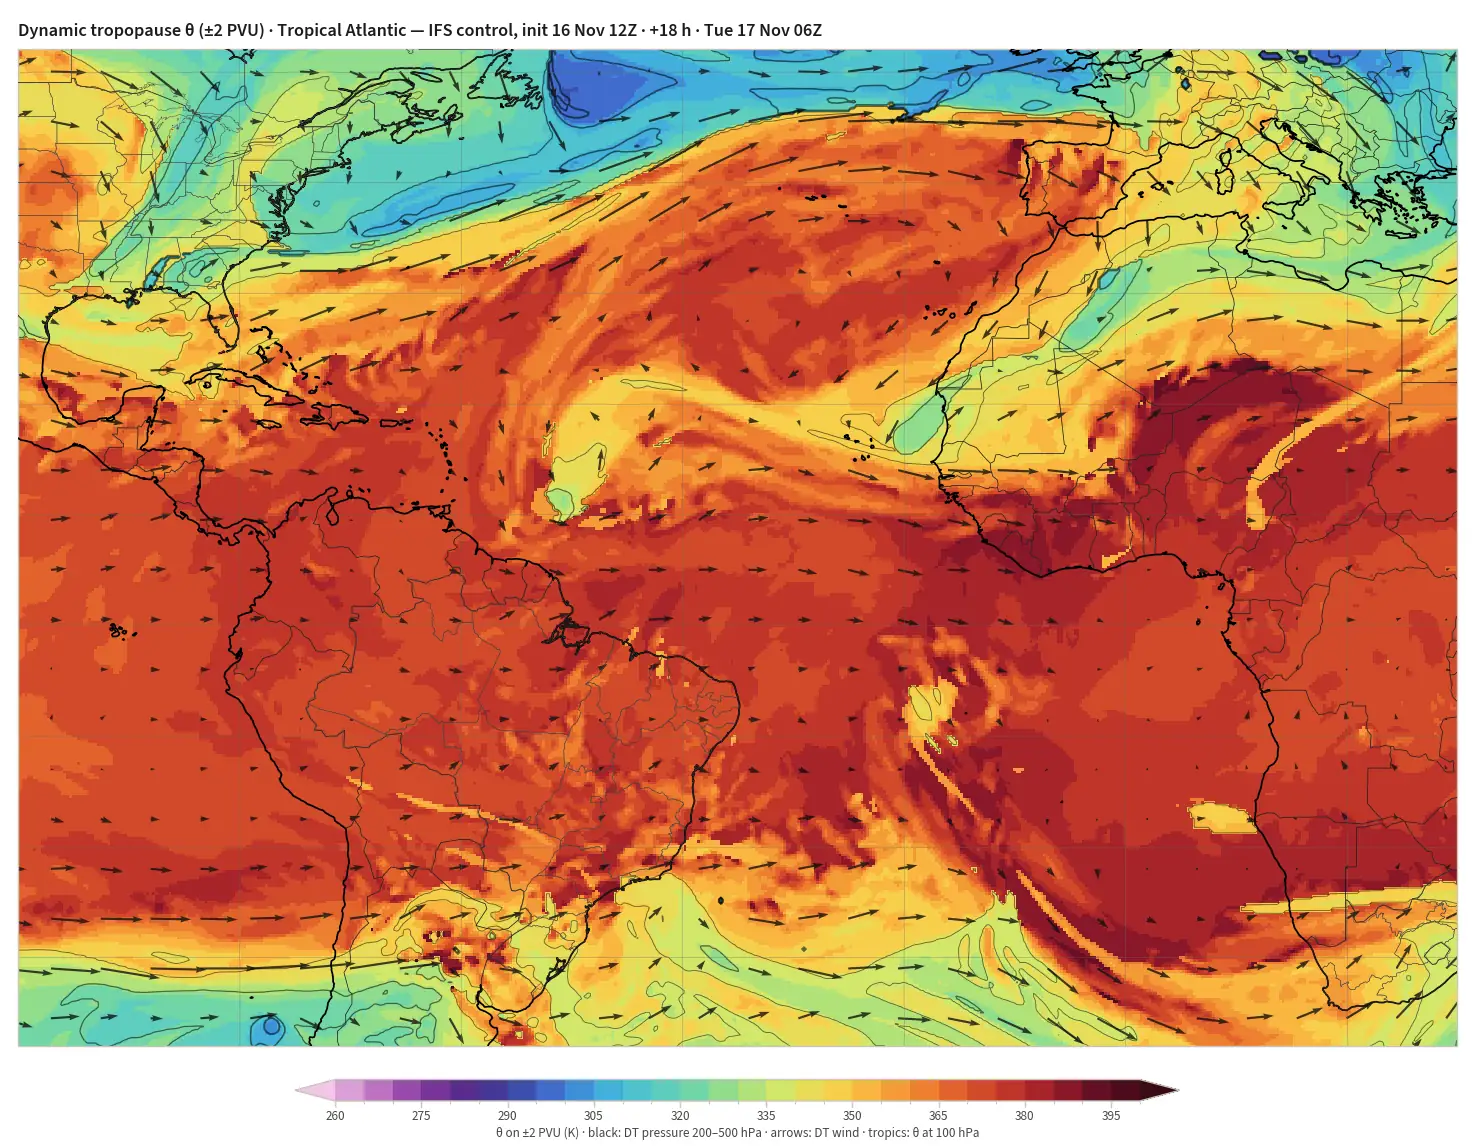 Dynamic tropopause θ (±2 PVU) · Tropical Atlantic — IFS control, init 16 Nov 12Z · +18 h · Tue 17 Nov 06Z
260 275 290 305 320 335 350 365 380 395
θ on ±2 PVU (K) · black: DT pressure 200–500 hPa · arrows: DT wind · tropics: θ at 100 hPa